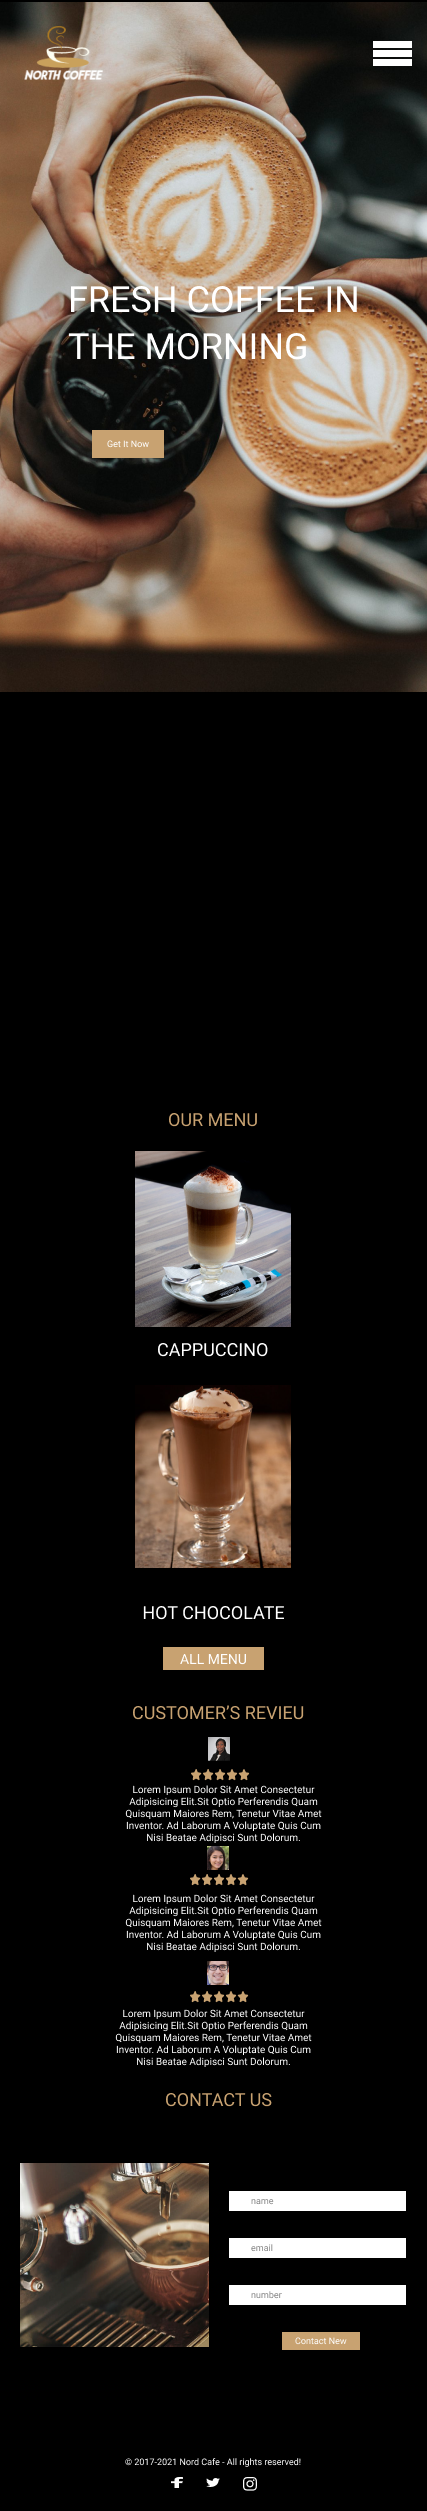 NORTH COFFEE
FRESH COFFEE IN
THE MORNING
Get It Now
OUR MENU
CAPPUCCINO
HOT CHOCOLATE
ALL MENU
CUSTOMER’S REVIEU
Lorem Ipsum Dolor Sit Amet Consectetur
Adipisicing Elit.Sit Optio Perferendis Quam
Quisquam Maiores Rem, Tenetur Vitae Amet
Inventor. Ad Laborum A Voluptate Quis Cum
Nisi Beatae Adipisci Sunt Dolorum.
Lorem Ipsum Dolor Sit Amet Consectetur
Adipisicing Elit.Sit Optio Perferendis Quam
Quisquam Maiores Rem, Tenetur Vitae Amet
Inventor. Ad Laborum A Voluptate Quis Cum
Nisi Beatae Adipisci Sunt Dolorum.
Lorem Ipsum Dolor Sit Amet Consectetur
Adipisicing Elit.Sit Optio Perferendis Quam
Quisquam Maiores Rem, Tenetur Vitae Amet
Inventor. Ad Laborum A Voluptate Quis Cum
Nisi Beatae Adipisci Sunt Dolorum.
CONTACT US
name
email
number
Contact New
© 2017-2021 Nord Cafe - All rights reserved!